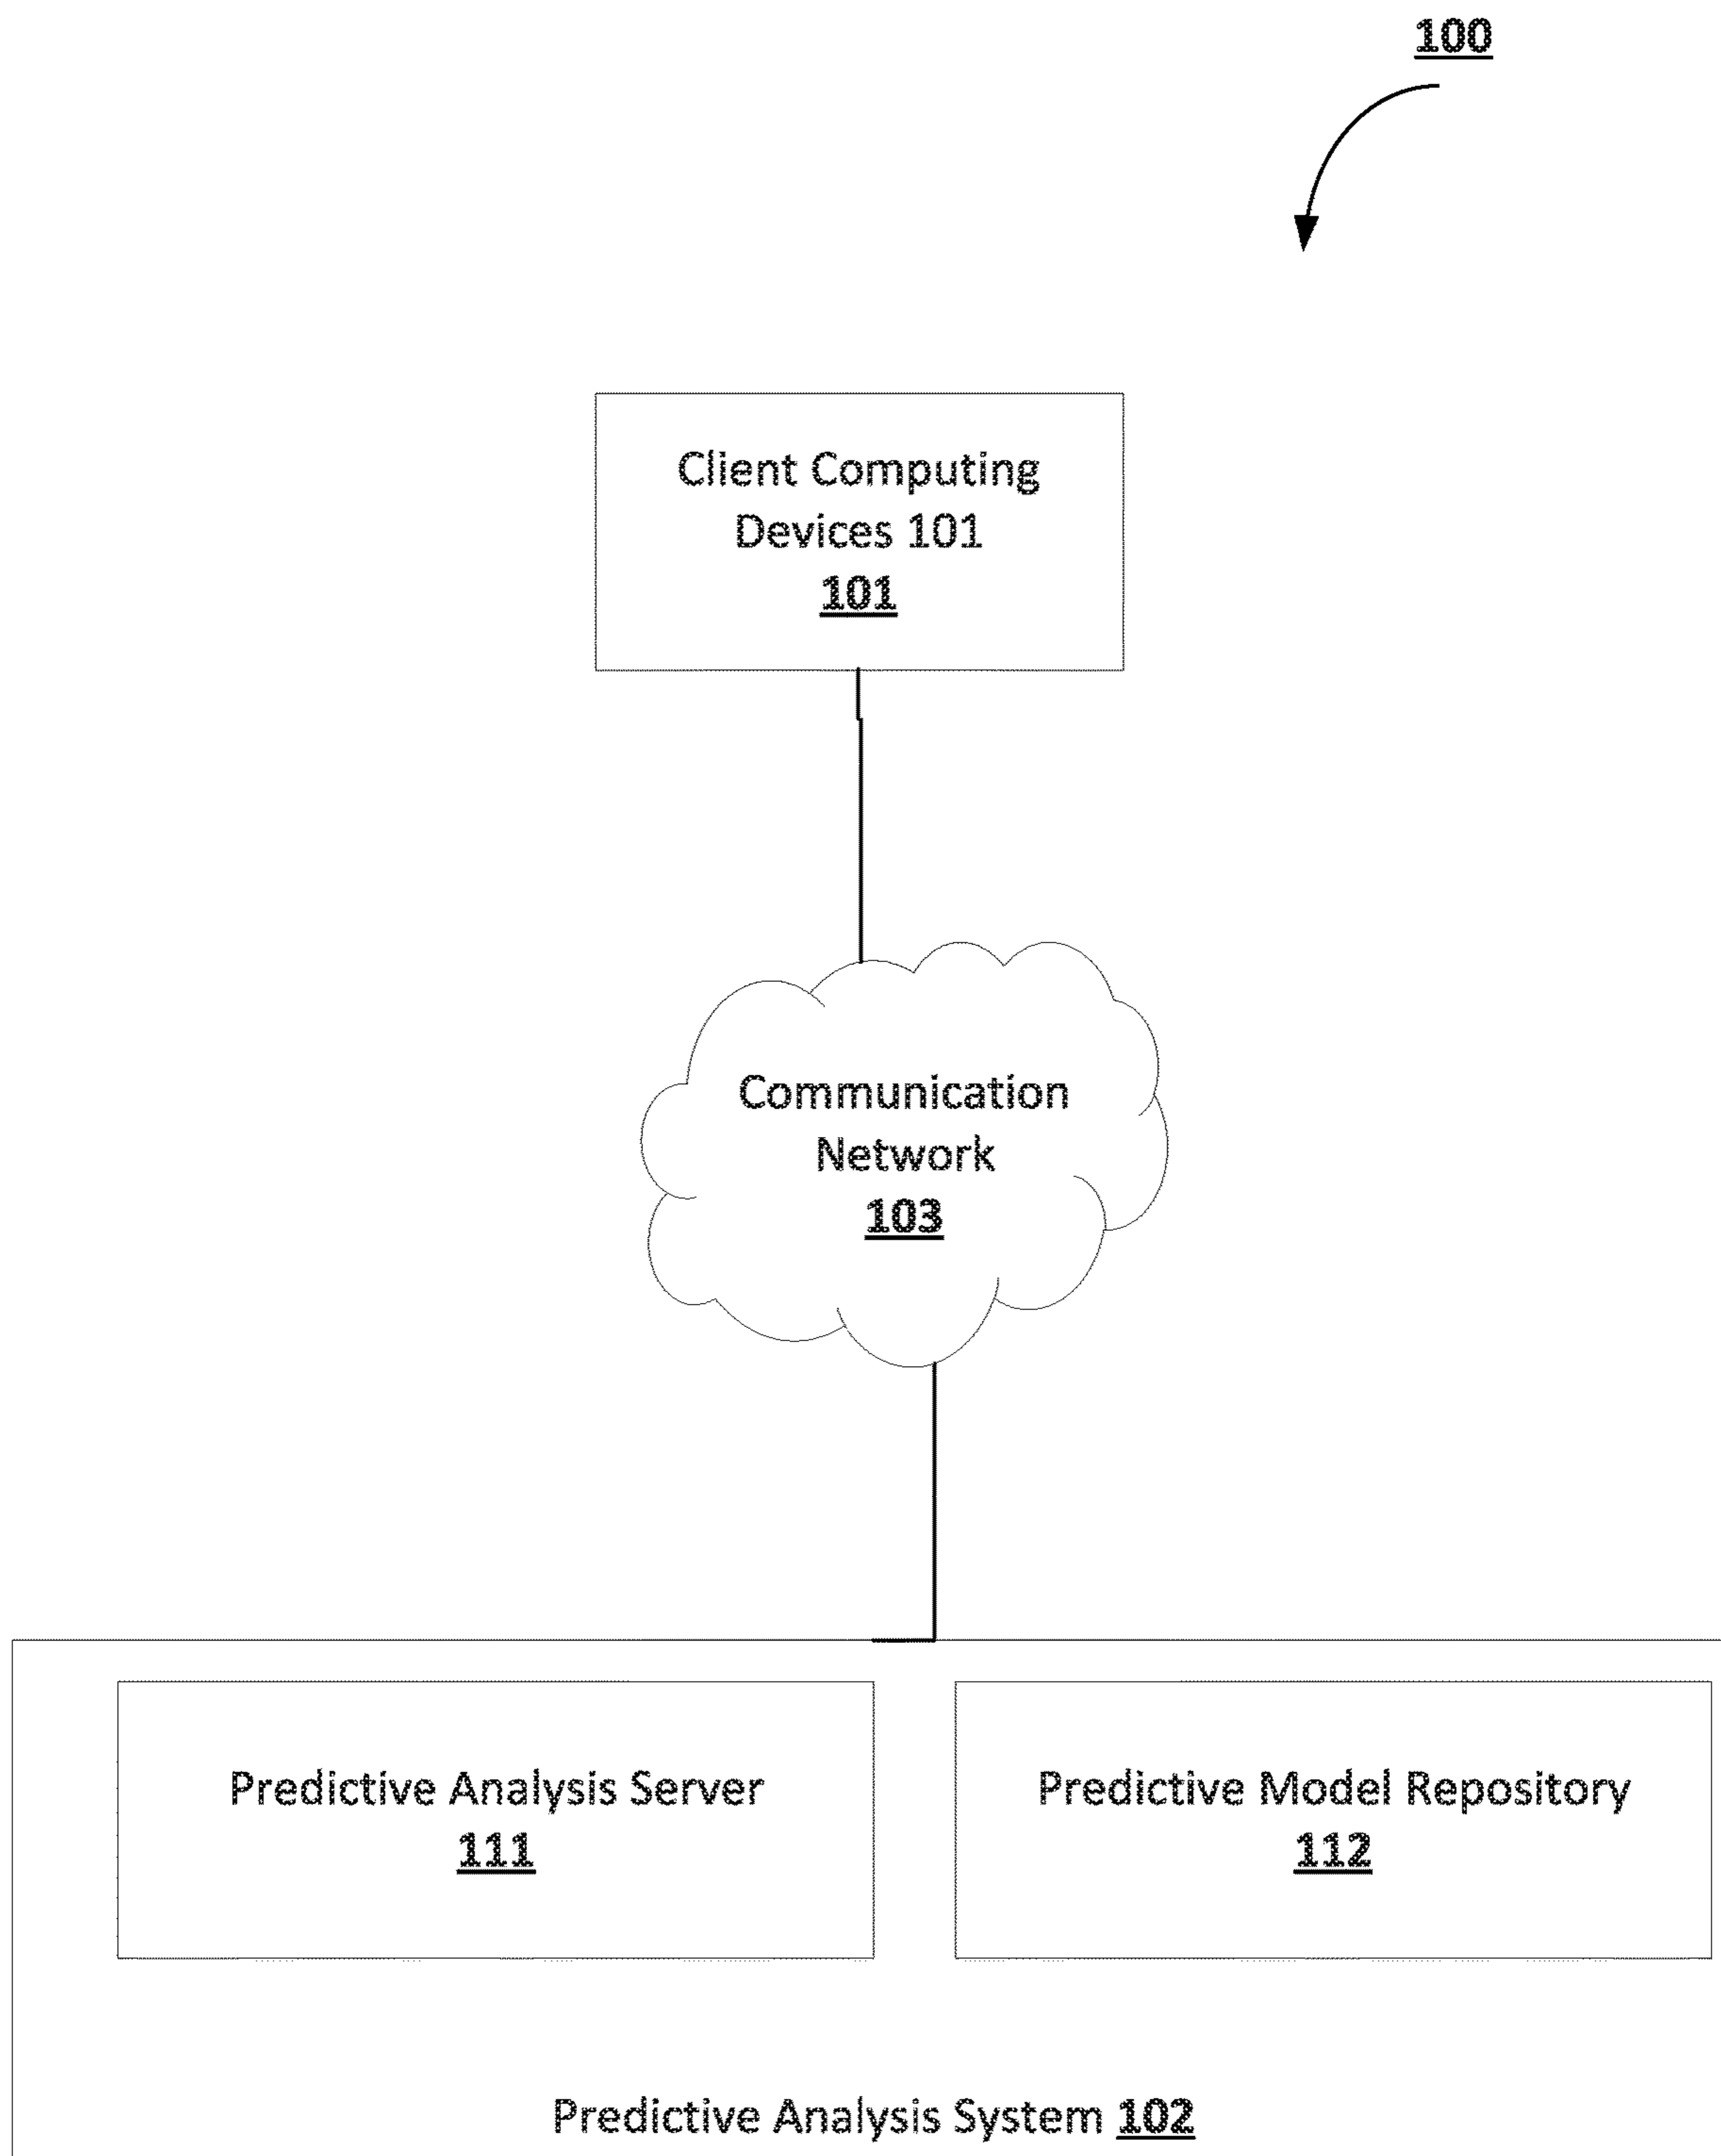 100
Client Computing
Devices 101
101
Communication
Network
103
Predictive Analysis Server
111
Predictive Model Repository
112
Predictive Analysis System 102